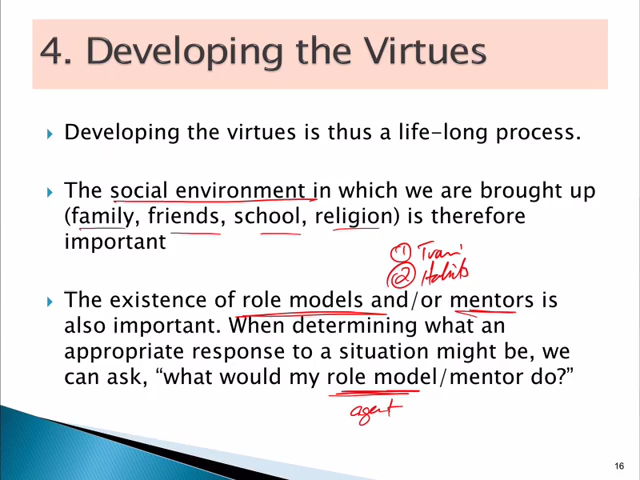 4. Developing the Virtues
Developing the virtues is thus a life-long process.
The social environment in which we are brought up
(family, friends, school, religion) is therefore
important
① Trani
② Habits
The existence of role models and/or mentors is
also important. When determining what an
appropriate response to a situation might be, we
can ask, “what would my role model/mentor do?”
agent
16